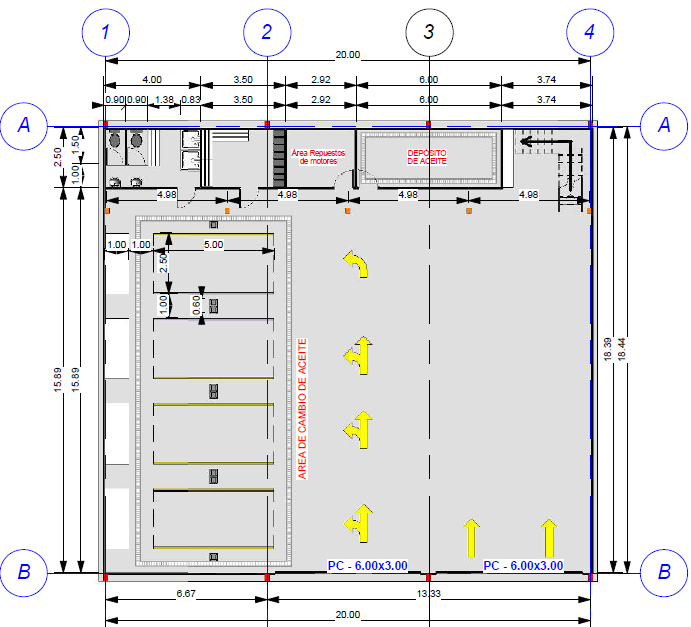 1 2 3 4
20.00
4.00 3.50 2.92 6.00 3.74
0.90 0.90 1.38 0.83 3.50 2.92 6.00 3.74
A A
2.50 1.50
1.00
Área Repuestos
de motores
DEPÓSITO
DE ACEITE
4.98 4.98 4.98 4.98
1.00 1.00 5.00
2.50
1.00 0.60
15.89 15.89
AREA DE CAMBIO DE ACEITE
18.39 18.44
PC - 6.00x3.00 PC - 6.00x3.00
B B
6.67 13.33
20.00